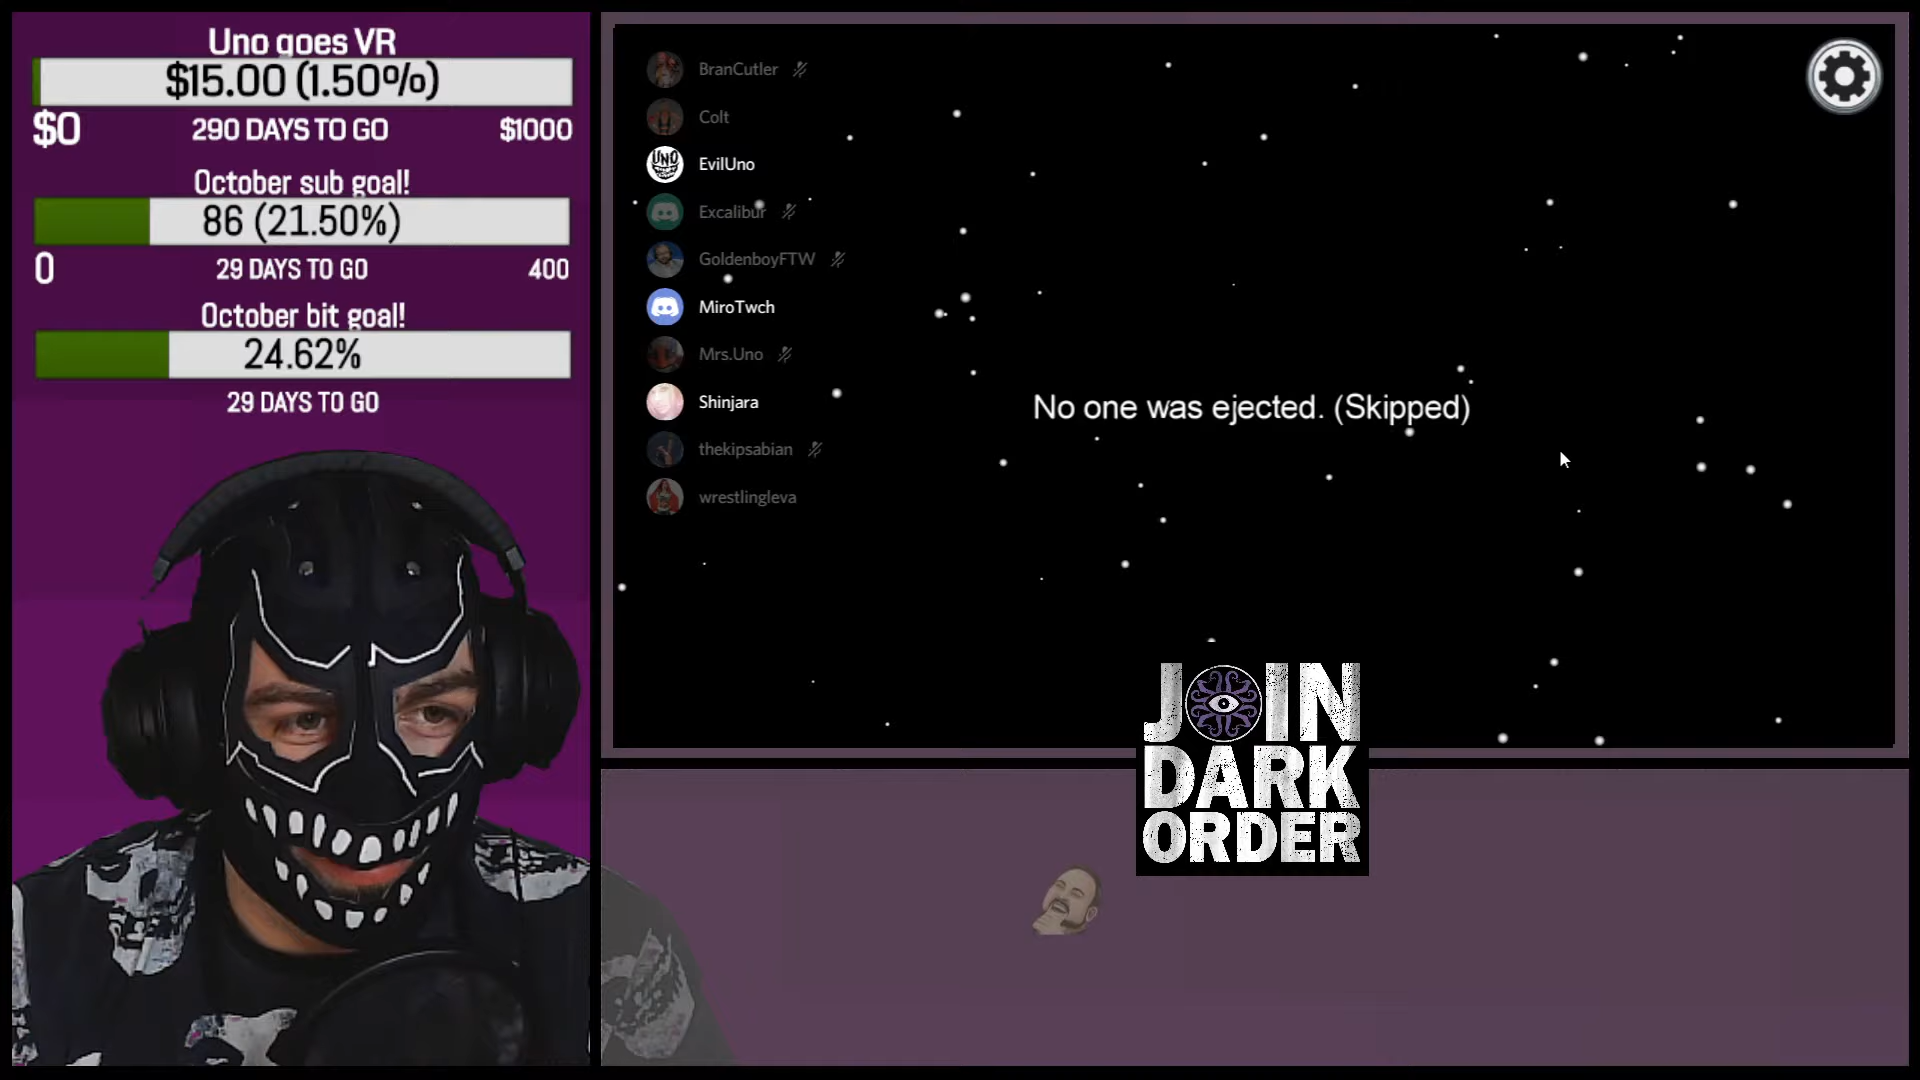 Uno goes VR
$15.00 (1.50%)
$0 290 DAYS TO GO $1000
October sub goal!
86 (21.50%)
0 29 DAYS TO GO 400
October bit goal!
24.62%
29 DAYS TO GO
BranCutler
Colt
UNO
EvilUno
Excalibur
GoldenboyFTW
MiroTwch
Mrs.Uno
Shinjara
thekipsabian
wrestlingleva
No one was ejected. (Skipped)
JOIN
DARK
ORDER